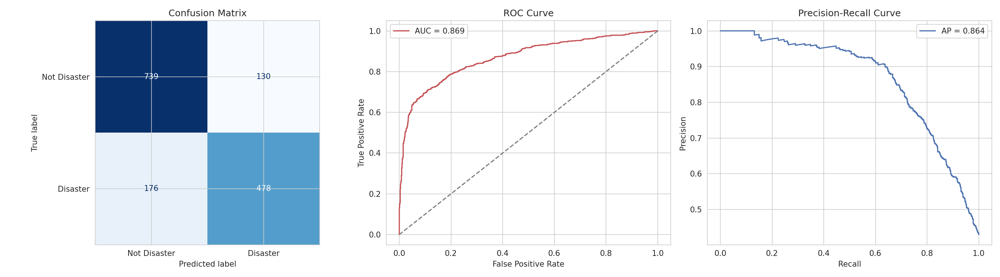 Confusion Matrix
Not Disaster
739
130
Disaster
176
478
True label
Not Disaster
Disaster
Predicted label
ROC Curve
AUC = 0.869
1.0
0.8
0.6
0.4
0.2
0.0
True Positive Rate
0.0
0.2
0.4
0.6
0.8
1.0
False Positive Rate
Precision-Recall Curve
AP = 0.864
1.0
0.9
0.8
0.7
0.6
0.5
Precision
0.0
0.2
0.4
0.6
0.8
1.0
Recall